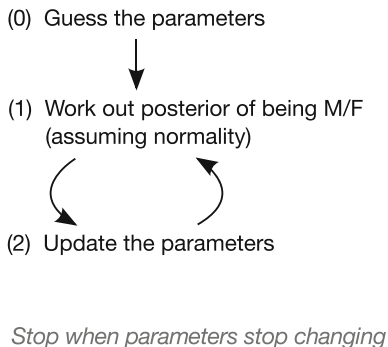 (0) Guess the parameters
(1) Work out posterior of being M/F
(assuming normality)
(2) Update the parameters
Stop when parameters stop changing